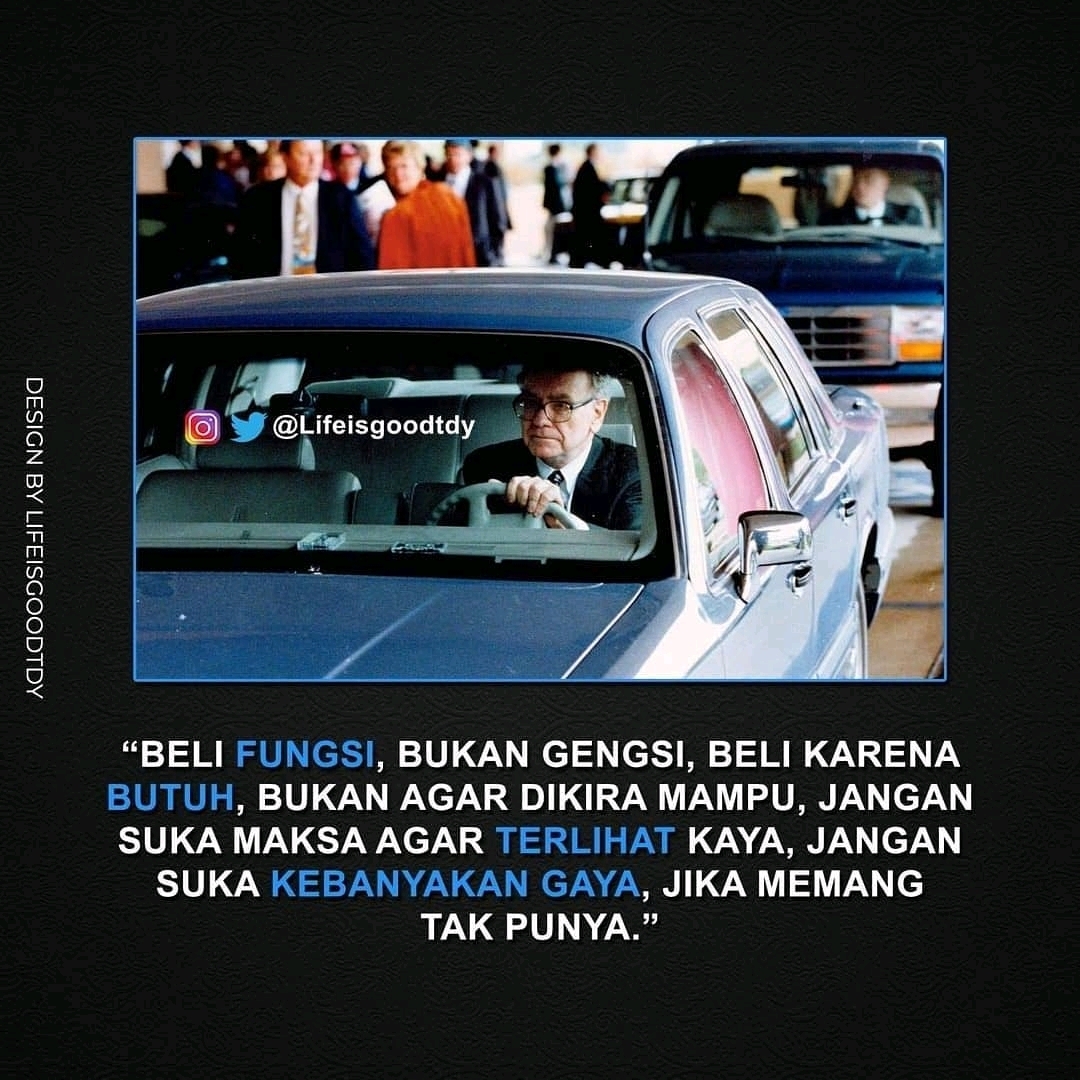 @Lifeisgoodtdy
DESIGN BY LIFEISGOODTDY
“BELI FUNGSI, BUKAN GENGSI, BELI KARENA
BUTUH, BUKAN AGAR DIKIRA MAMPU, JANGAN
SUKA MAKSA AGAR TERLIHAT KAYA, JANGAN
SUKA KEBANYAKAN GAYA, JIKA MEMANG
TAK PUNYA.”